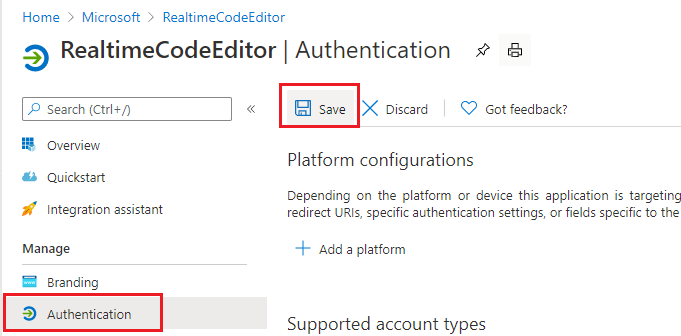 Home > Microsoft > RealtimeCodeEditor
RealtimeCodeEditor | Authentication
Search (Ctrl+/)
«
Save
Discard
Got feedback?
Overview
Quickstart
Integration assistant
Manage
Branding
Authentication
Platform configurations
Depending on the platform or device this application is targeting
redirect URIs, specific authentication settings, or fields specific to the
Add a platform
Supported account types